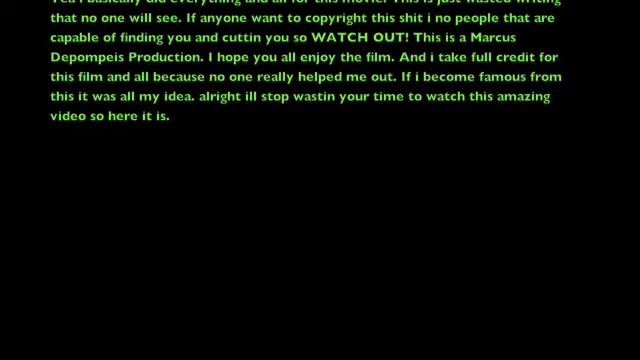 Yea i basically did everything and all for this movie. This is just wasted writing
that no one will see. If anyone want to copyright this shit i no people that are
capable of finding you and cuttin you so WATCH OUT! This is a Marcus
Depompeis Production. I hope you all enjoy the film. And i take full credit for
this film and all because no one really helped me out. If i become famous from
this it was all my idea. alright ill stop wastin your time to watch this amazing
video so here it is.